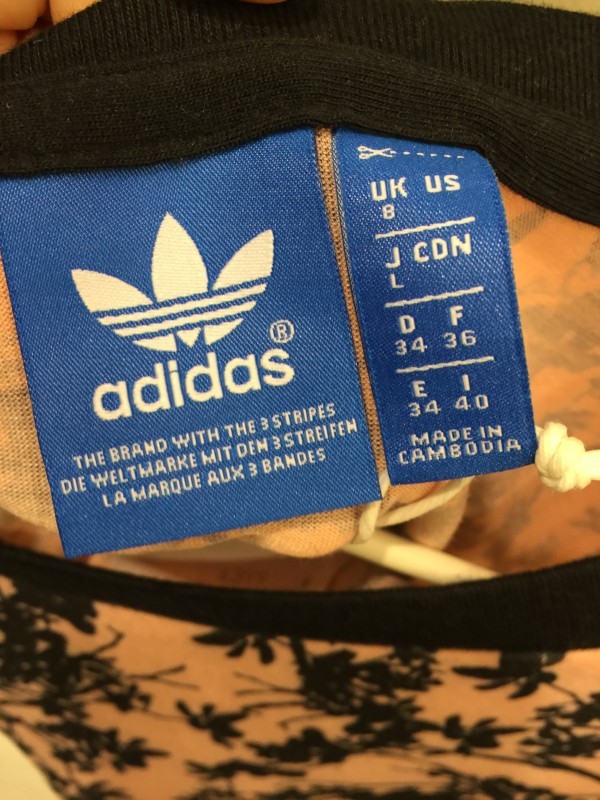 ®
adidas
THE BRAND WITH THE 3 STRIPES
DIE WELTMARKE MIT DEN 3 STREIFEN
LA MARQUE AUX 3 BANDES
UK US
8
J CDN
L
D F
34 36
E I
34 40
MADE IN
CAMBODIA